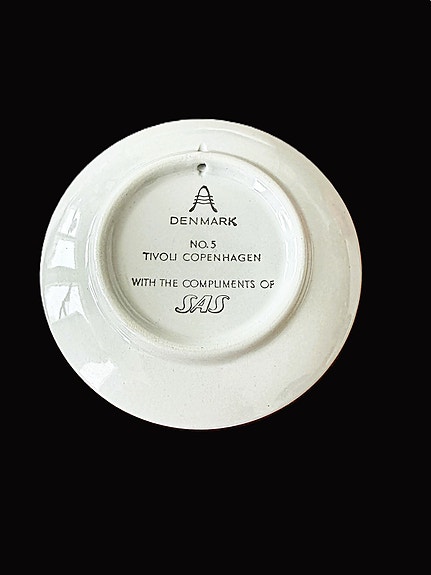 DENMARK
NO. 5
TIVOLI COPENHAGEN
WITH THE COMPLIMENTS OF
SAS